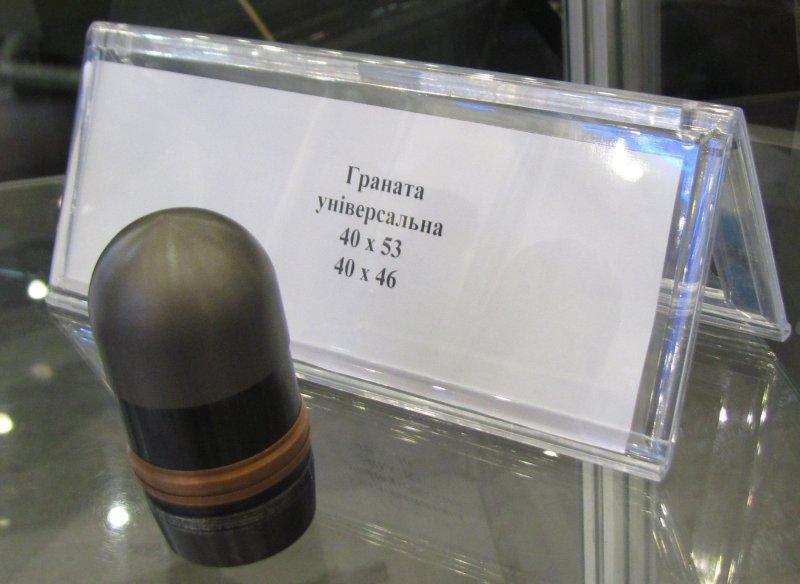 Граната
універсальна
40 х 53
40 х 46